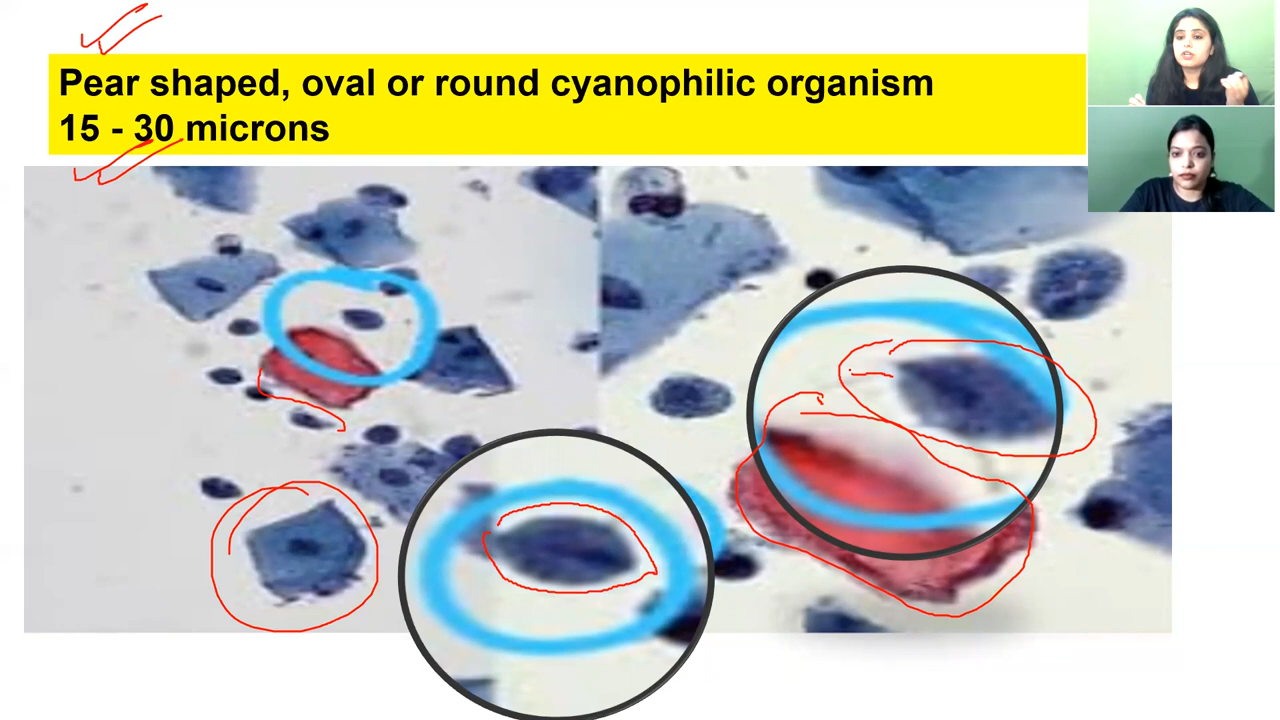 Pear shaped, oval or round cyanophilic organism
15 - 30 microns